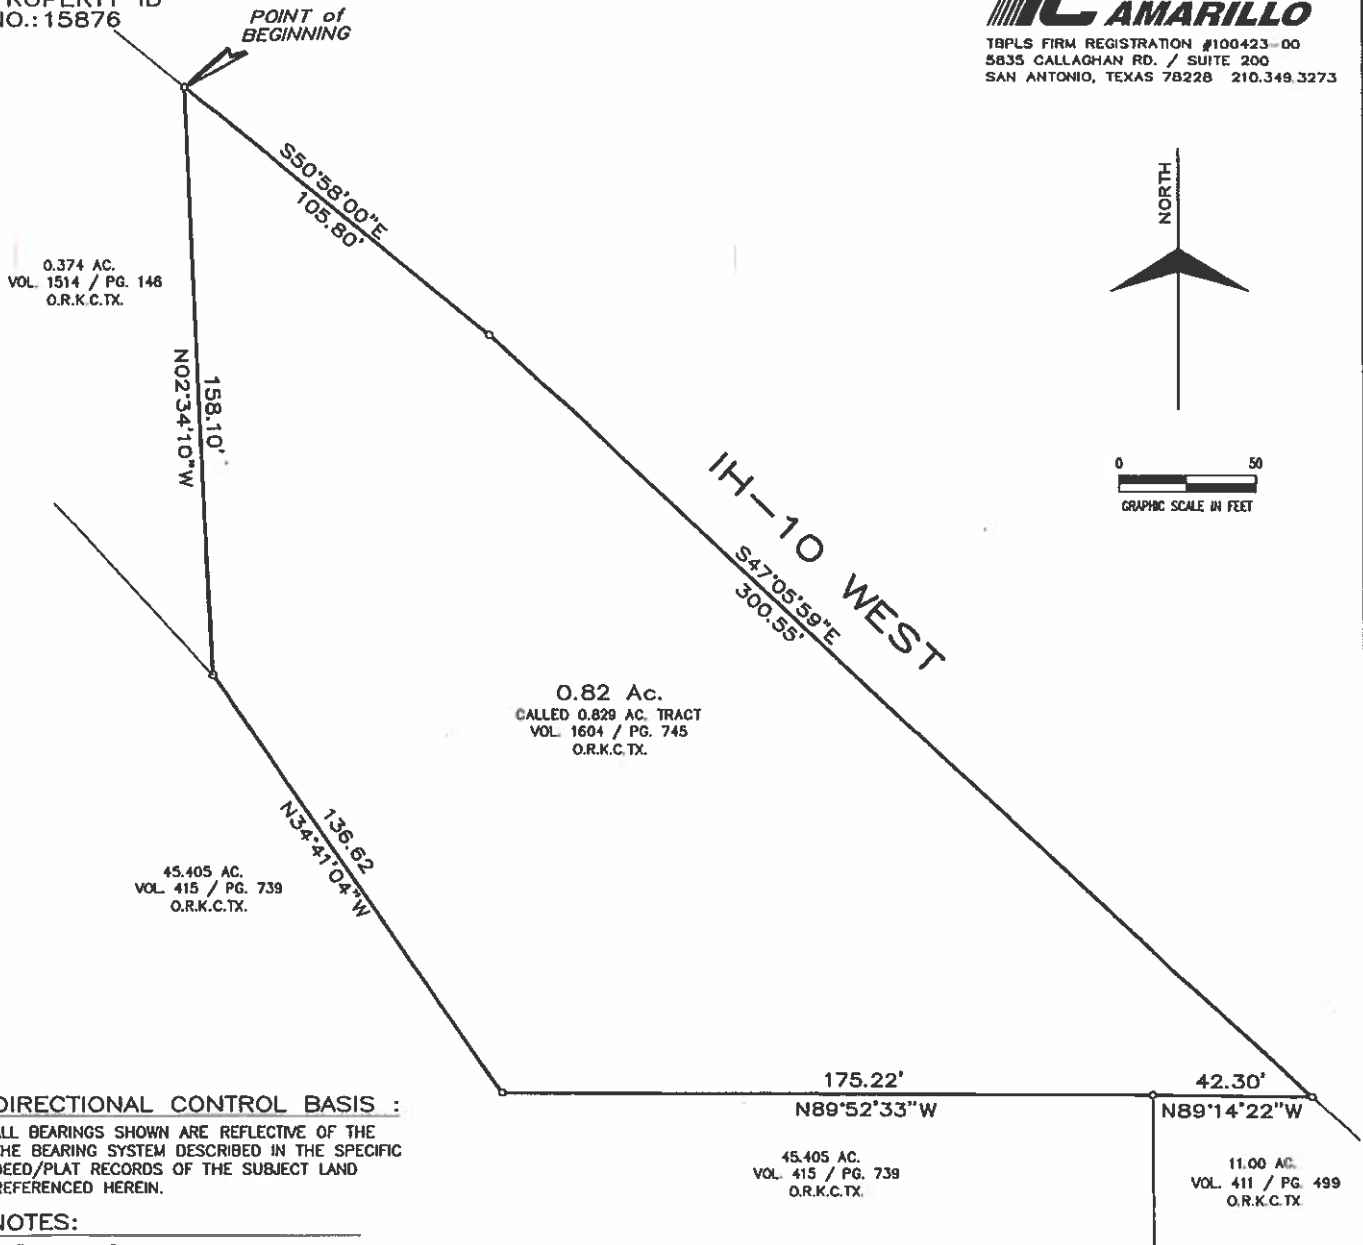 NO.: 15876
POINT of
BEGINNING
AMARILLO
TBPLS FIRM REGISTRATION #100423-00
5835 CALLAGHAN RD. / SUITE 200
SAN ANTONIO, TEXAS 78228 210.349.3273
NORTH
0 50
GRAPHIC SCALE IN FEET
S50°58'00"E
105.80'
0.374 AC.
VOL. 1514 / PG. 146
O.R.K.C.TX.
158.10'
N02°34'10"W
IH-10 WEST
S47°05'59"E
300.55'
0.82 Ac.
CALLED 0.829 AC. TRACT
VOL. 1604 / PG. 745
O.R.K.C.TX.
136.62
N34°41'04"W
45.405 AC.
VOL. 415 / PG. 739
O.R.K.C.TX.
175.22'
N89°52'33"W
42.30'
N89°14'22"W
45.405 AC.
VOL. 415 / PG. 739
O.R.K.C.TX.
11.00 AC.
VOL. 411 / PG. 499
O.R.K.C.TX.
DIRECTIONAL CONTROL BASIS :
ALL BEARINGS SHOWN ARE REFLECTIVE OF THE
THE BEARING SYSTEM DESCRIBED IN THE SPECIFIC
DEED/PLAT RECORDS OF THE SUBJECT LAND
REFERENCED HEREIN.
NOTES: